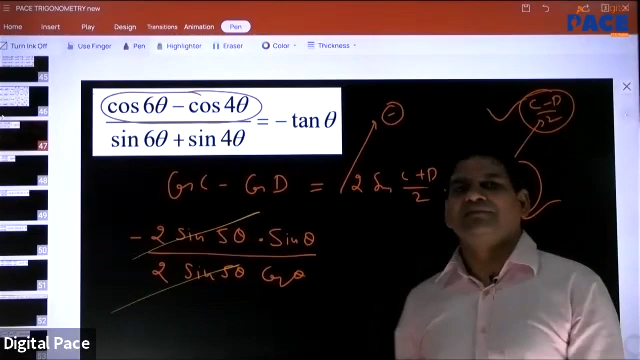 PACE TRIGONOMETRY new
Digital
PACE
Home Insert Draw Design Transitions Animation Pen
Turn Ink Off Use Finger Pen Highlighter Eraser Color Thickness
45
46
47
48
49
50
51
52
cos 6θ − cos 4θ
sin 6θ + sin 4θ
= − tan θ
−
C−D
2
Cos C − Cos D = 2 Sin C+D
2
− 2 Sin 5θ · Sin θ
2 Sin 5θ Cos θ
Digital Pace